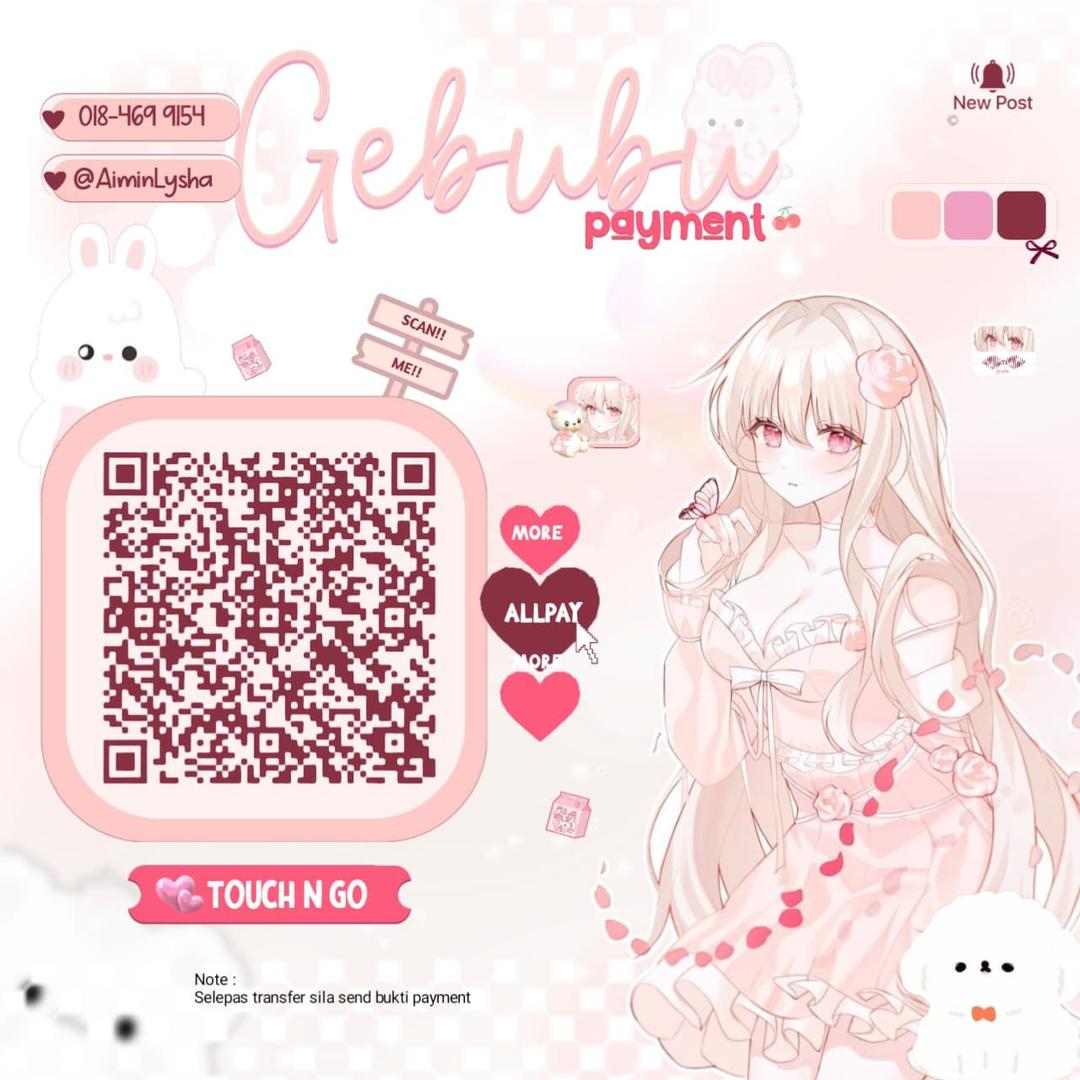 018-469 9154
@AiminLysha
Gebubu
payment
New Post
©
SCAN!!
ME!!
MORE
ALLPAY
MORE
TOUCH N GO
Note :
Selepas transfer sila send bukti payment